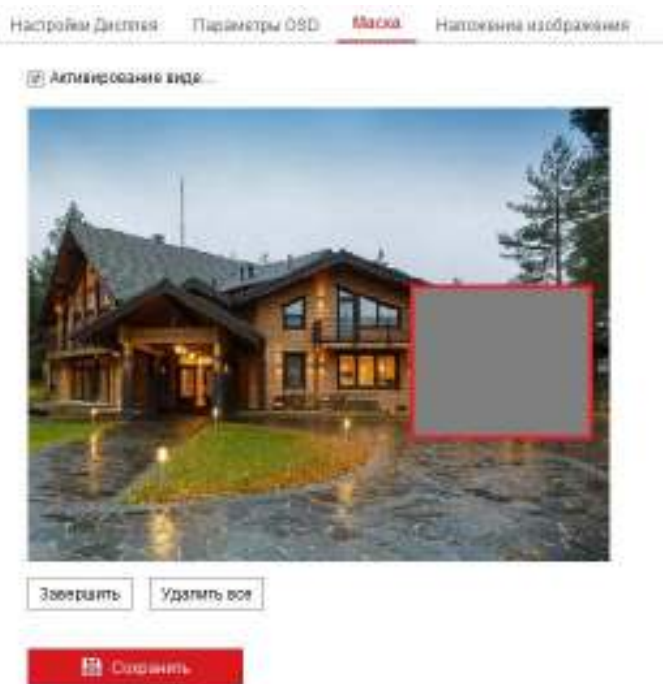 Настройки Дисплея Параметры OSD Маска Наложение изображения
Активирование виде...
Завершить Удалить все
Сохранить